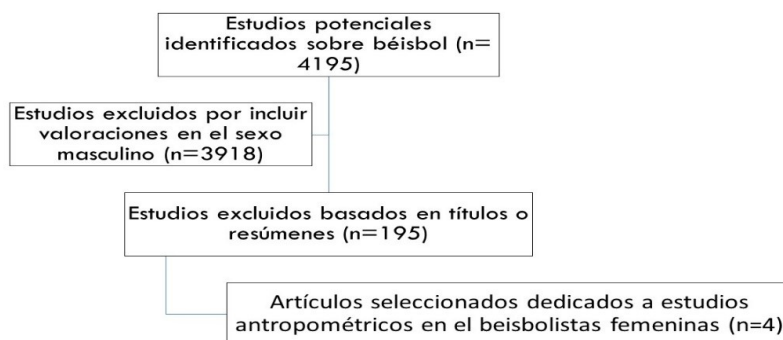 Estudios potenciales
identificados sobre béisbol (n=
4195)
Estudios excluidos por incluir
valoraciones en el sexo
masculino (n=3918)
Estudios excluidos basados en títulos o
resúmenes (n=195)
Artículos seleccionados dedicados a estudios
antropométricos en el beisbolistas femeninas (n=4)